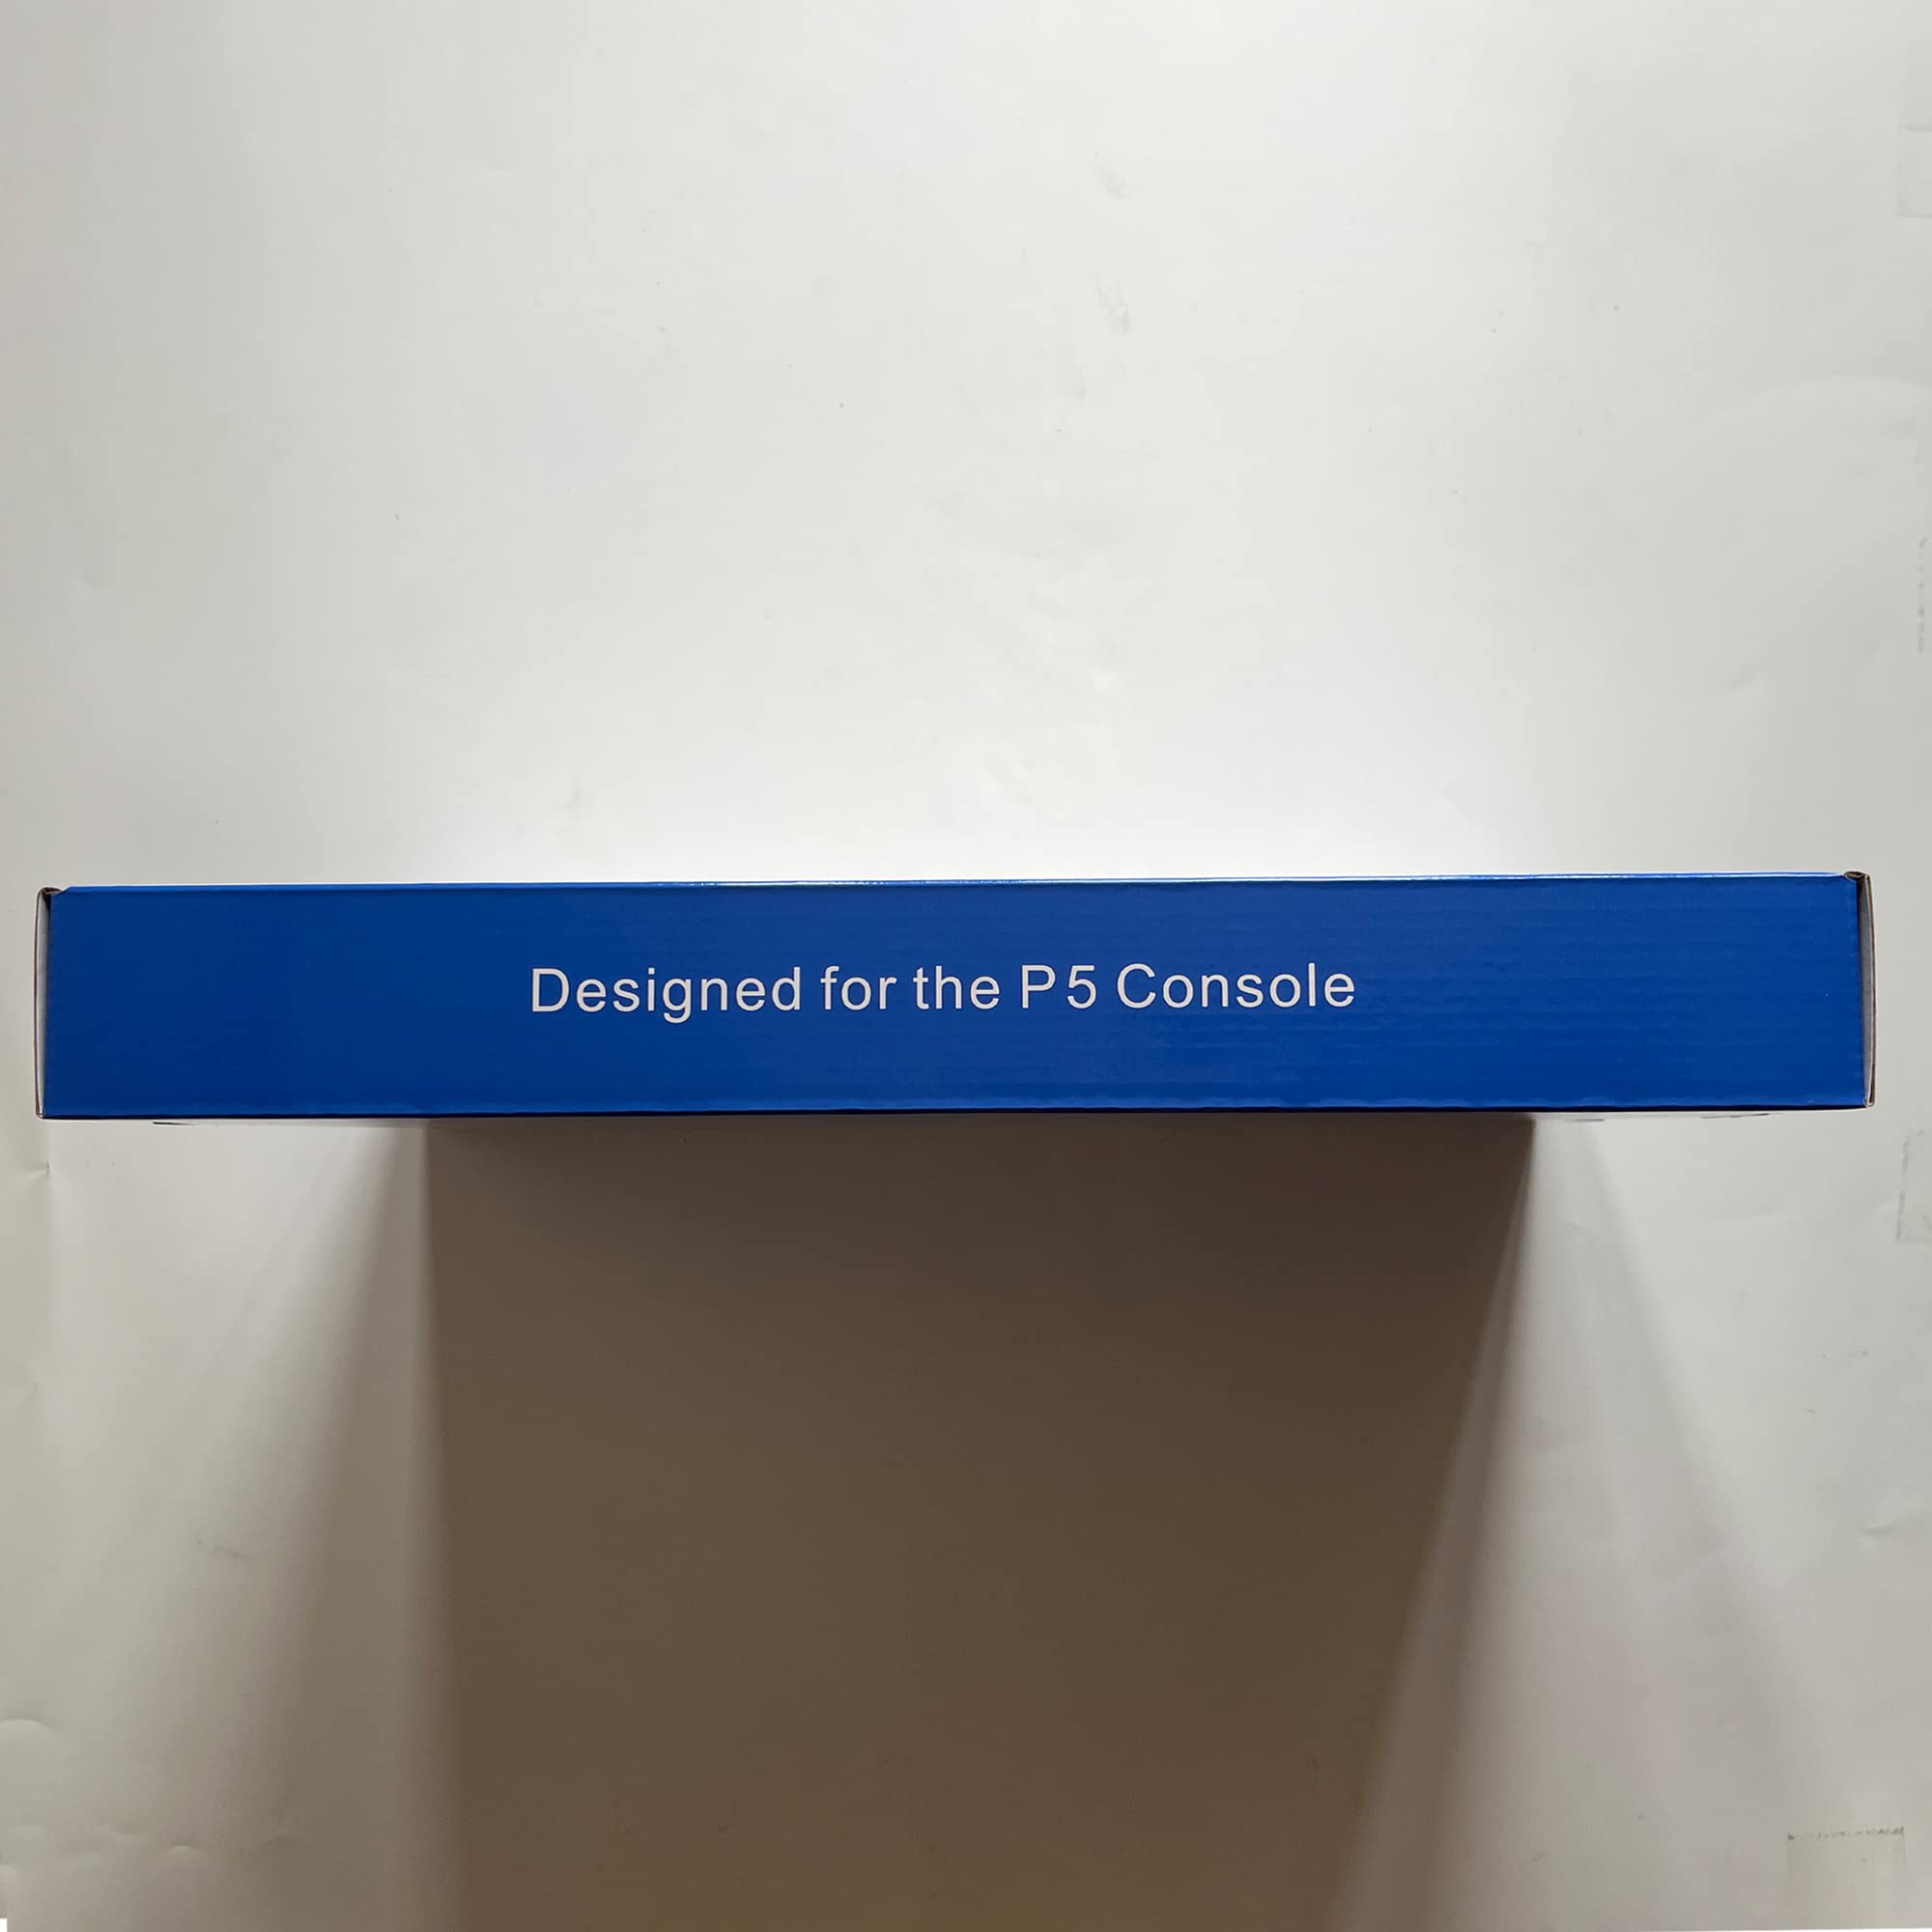 Designed for the P5 Console